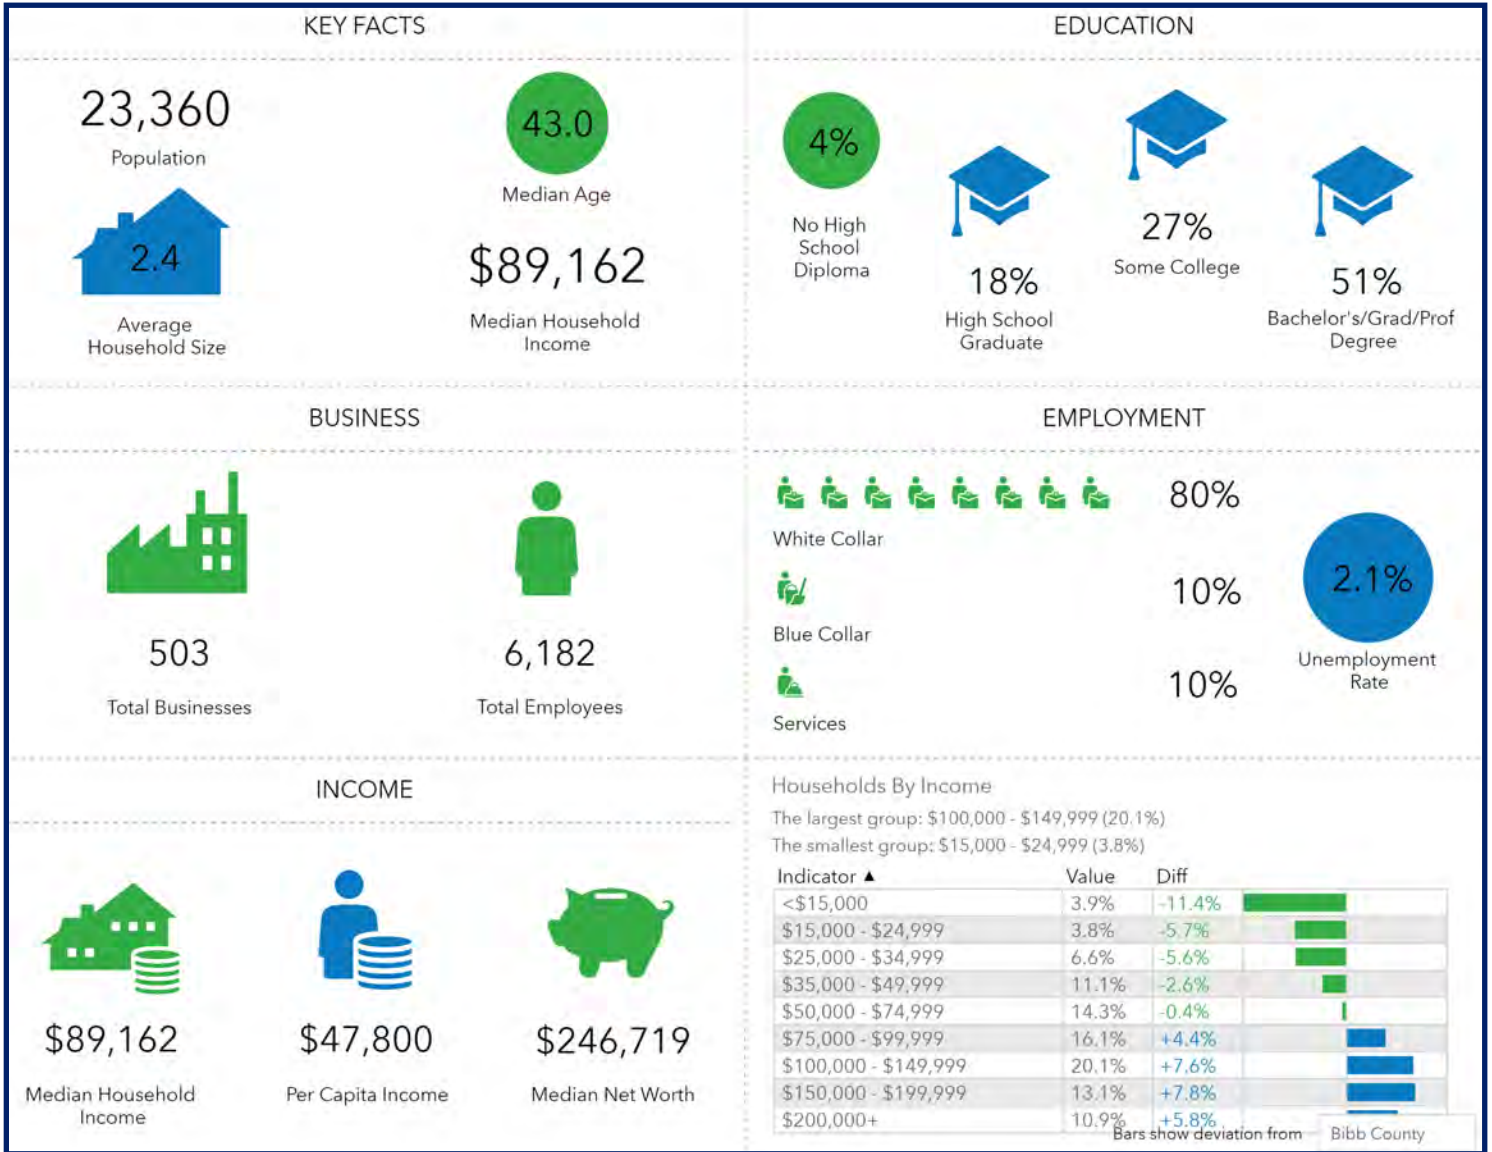 KEY FACTS
23,360
Population
43.0
Median Age
2.4
Average
Household Size
$89,162
Median Household
Income
EDUCATION
4%
No High
School
Diploma
18%
High School
Graduate
27%
Some College
51%
Bachelor's/Grad/Prof
Degree
BUSINESS
503
Total Businesses
6,182
Total Employees
EMPLOYMENT
80%
White Collar
10%
Blue Collar
10%
Services
2.1%
Unemployment
Rate
INCOME
$89,162
Median Household
Income
$47,800
Per Capita Income
$246,719
Median Net Worth
Households By Income
The largest group: $100,000 - $149,999 (20.1%)
The smallest group: $15,000 - $24,999 (3.8%)
Indicator ▲ Value Diff
<$15,000 3.9% -11.4%
$15,000 - $24,999 3.8% -5.7%
$25,000 - $34,999 6.6% -5.6%
$35,000 - $49,999 11.1% -2.6%
$50,000 - $74,999 14.3% -0.4%
$75,000 - $99,999 16.1% +4.4%
$100,000 - $149,999 20.1% +7.6%
$150,000 - $199,999 13.1% +7.8%
$200,000+ 10.9% +5.8%
Bars show deviation from Bibb County